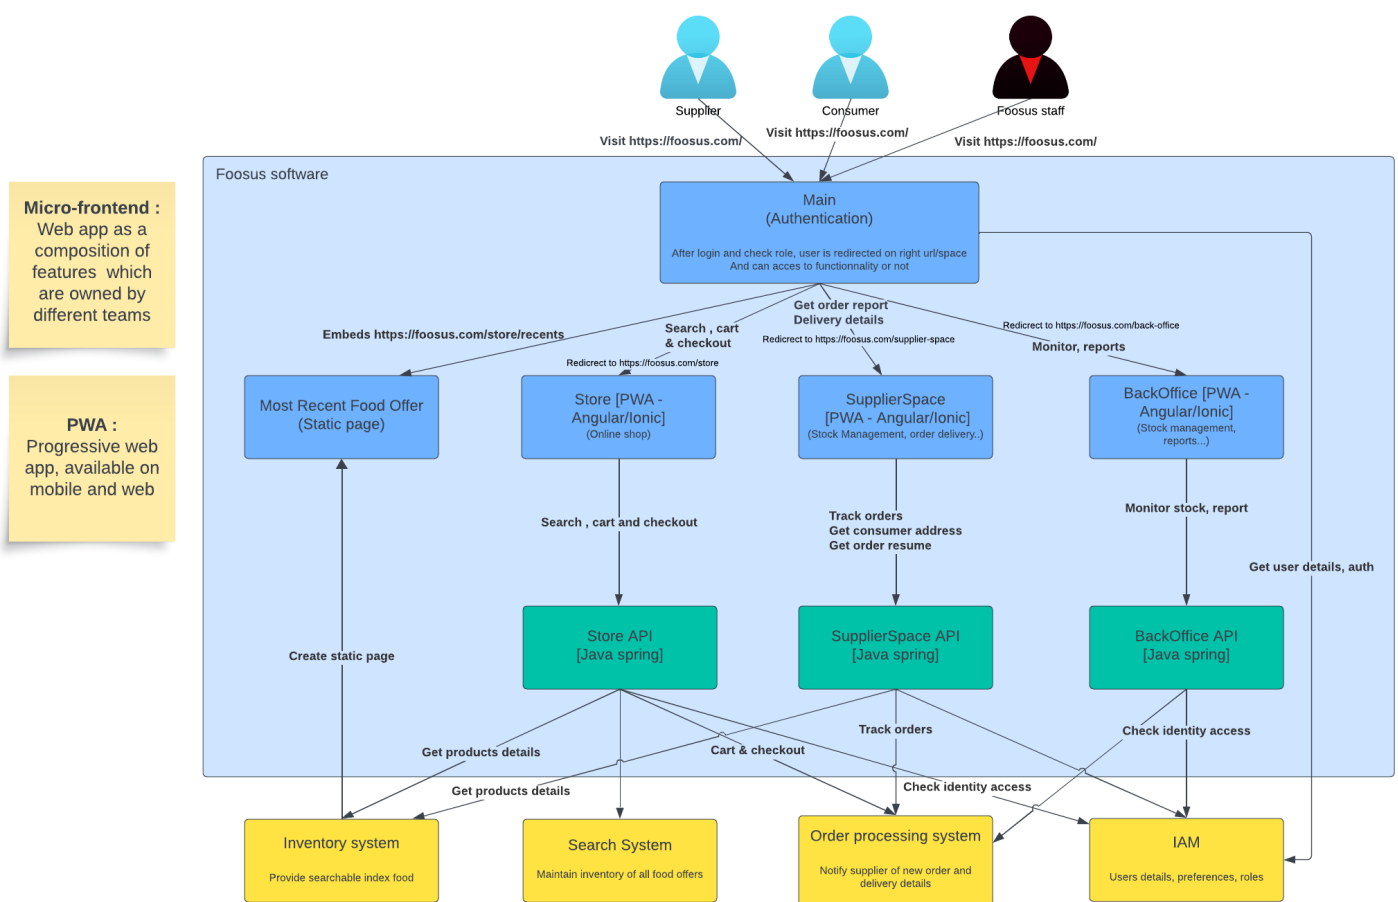 Supplier
Consumer
Foosus staff
Visit https://foosus.com/
Visit https://foosus.com/
Visit https://foosus.com/
Foosus software
Micro-frontend :
Web app as a
composition of
features which
are owned by
different teams
PWA :
Progressive web
app, available on
mobile and web
Main
(Authentication)
After login and check role, user is redirected on right url/space
And can acces to functionnality or not
Embeds https://foosus.com/store/recents
Search , cart
& checkout
Redicrect to https://foosus.com/store
Get order report
Delivery details
Redicrect to https://foosus.com/supplier-space
Redicrect to https://foosus.com/back-office
Monitor, reports
Most Recent Food Offer
(Static page)
Store [PWA -
Angular/Ionic]
(Online shop)
SupplierSpace
[PWA - Angular/Ionic]
(Stock Management, order delivery..)
BackOffice [PWA -
Angular/Ionic]
(Stock management,
reports...)
Search , cart and checkout
Track orders
Get consumer address
Get order resume
Monitor stock, report
Get user details, auth
Create static page
Store API
[Java spring]
SupplierSpace API
[Java spring]
BackOffice API
[Java spring]
Get products details
Cart & checkout
Track orders
Check identity access
Get products details
Check identity access
Inventory system
Provide searchable index food
Search System
Maintain inventory of all food offers
Order processing system
Notify supplier of new order and
delivery details
IAM
Users details, preferences, roles